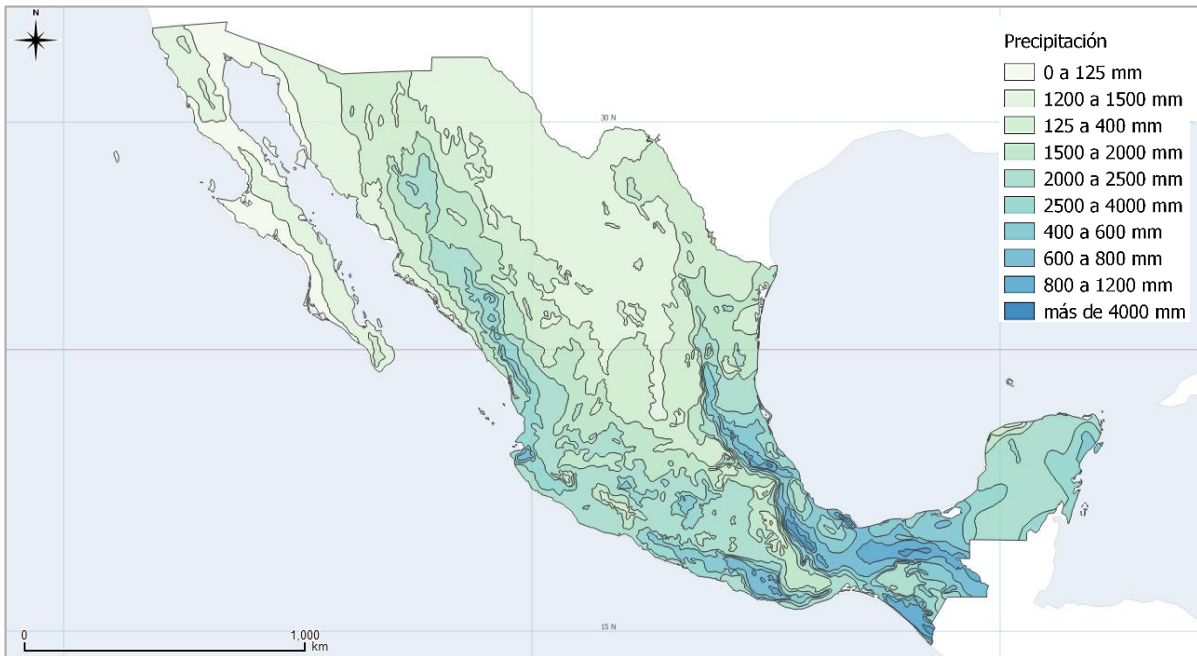 N
Precipitación
0 a 125 mm
1200 a 1500 mm
125 a 400 mm
1500 a 2000 mm
2000 a 2500 mm
2500 a 4000 mm
400 a 600 mm
600 a 800 mm
800 a 1200 mm
más de 4000 mm
30 N
15 N
0 1,000
km